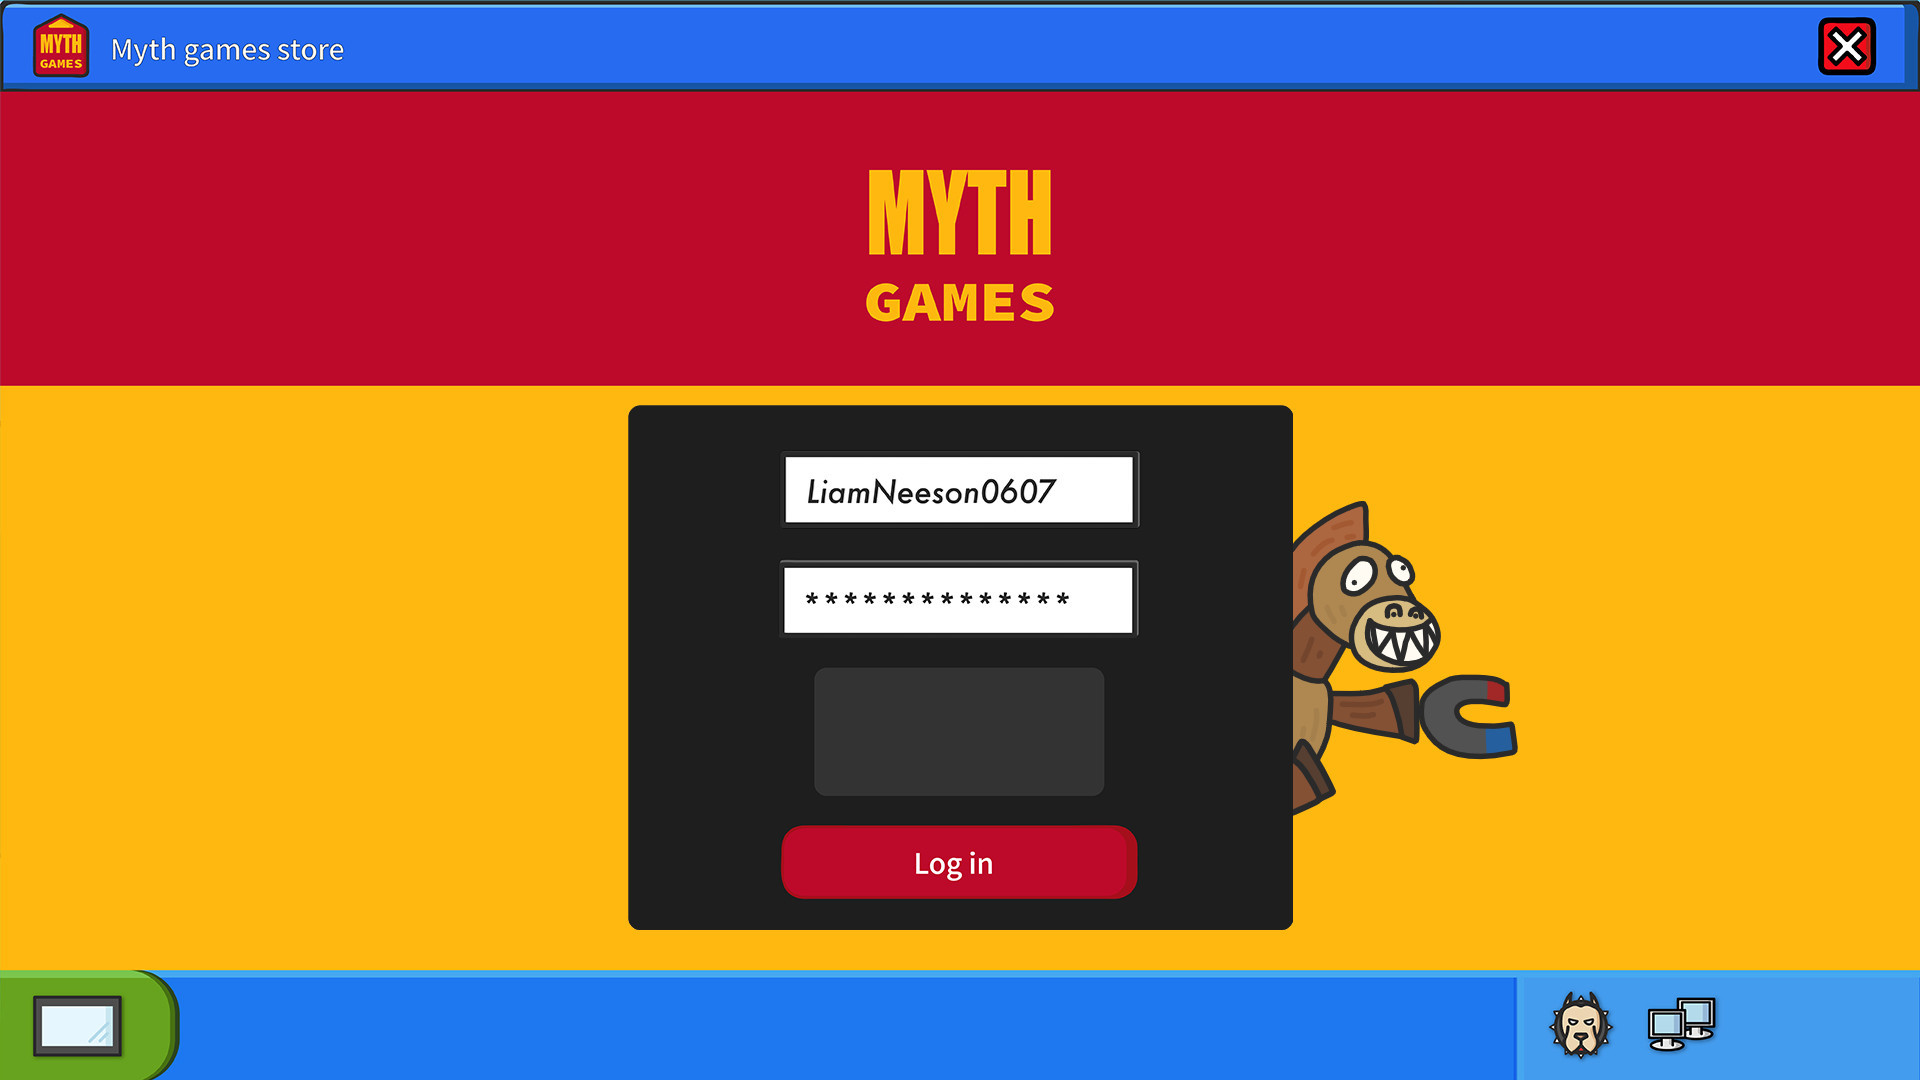 MYTH
GAMES
Myth games store
MYTH
GAMES
LiamNeeson0607
**************
Log in